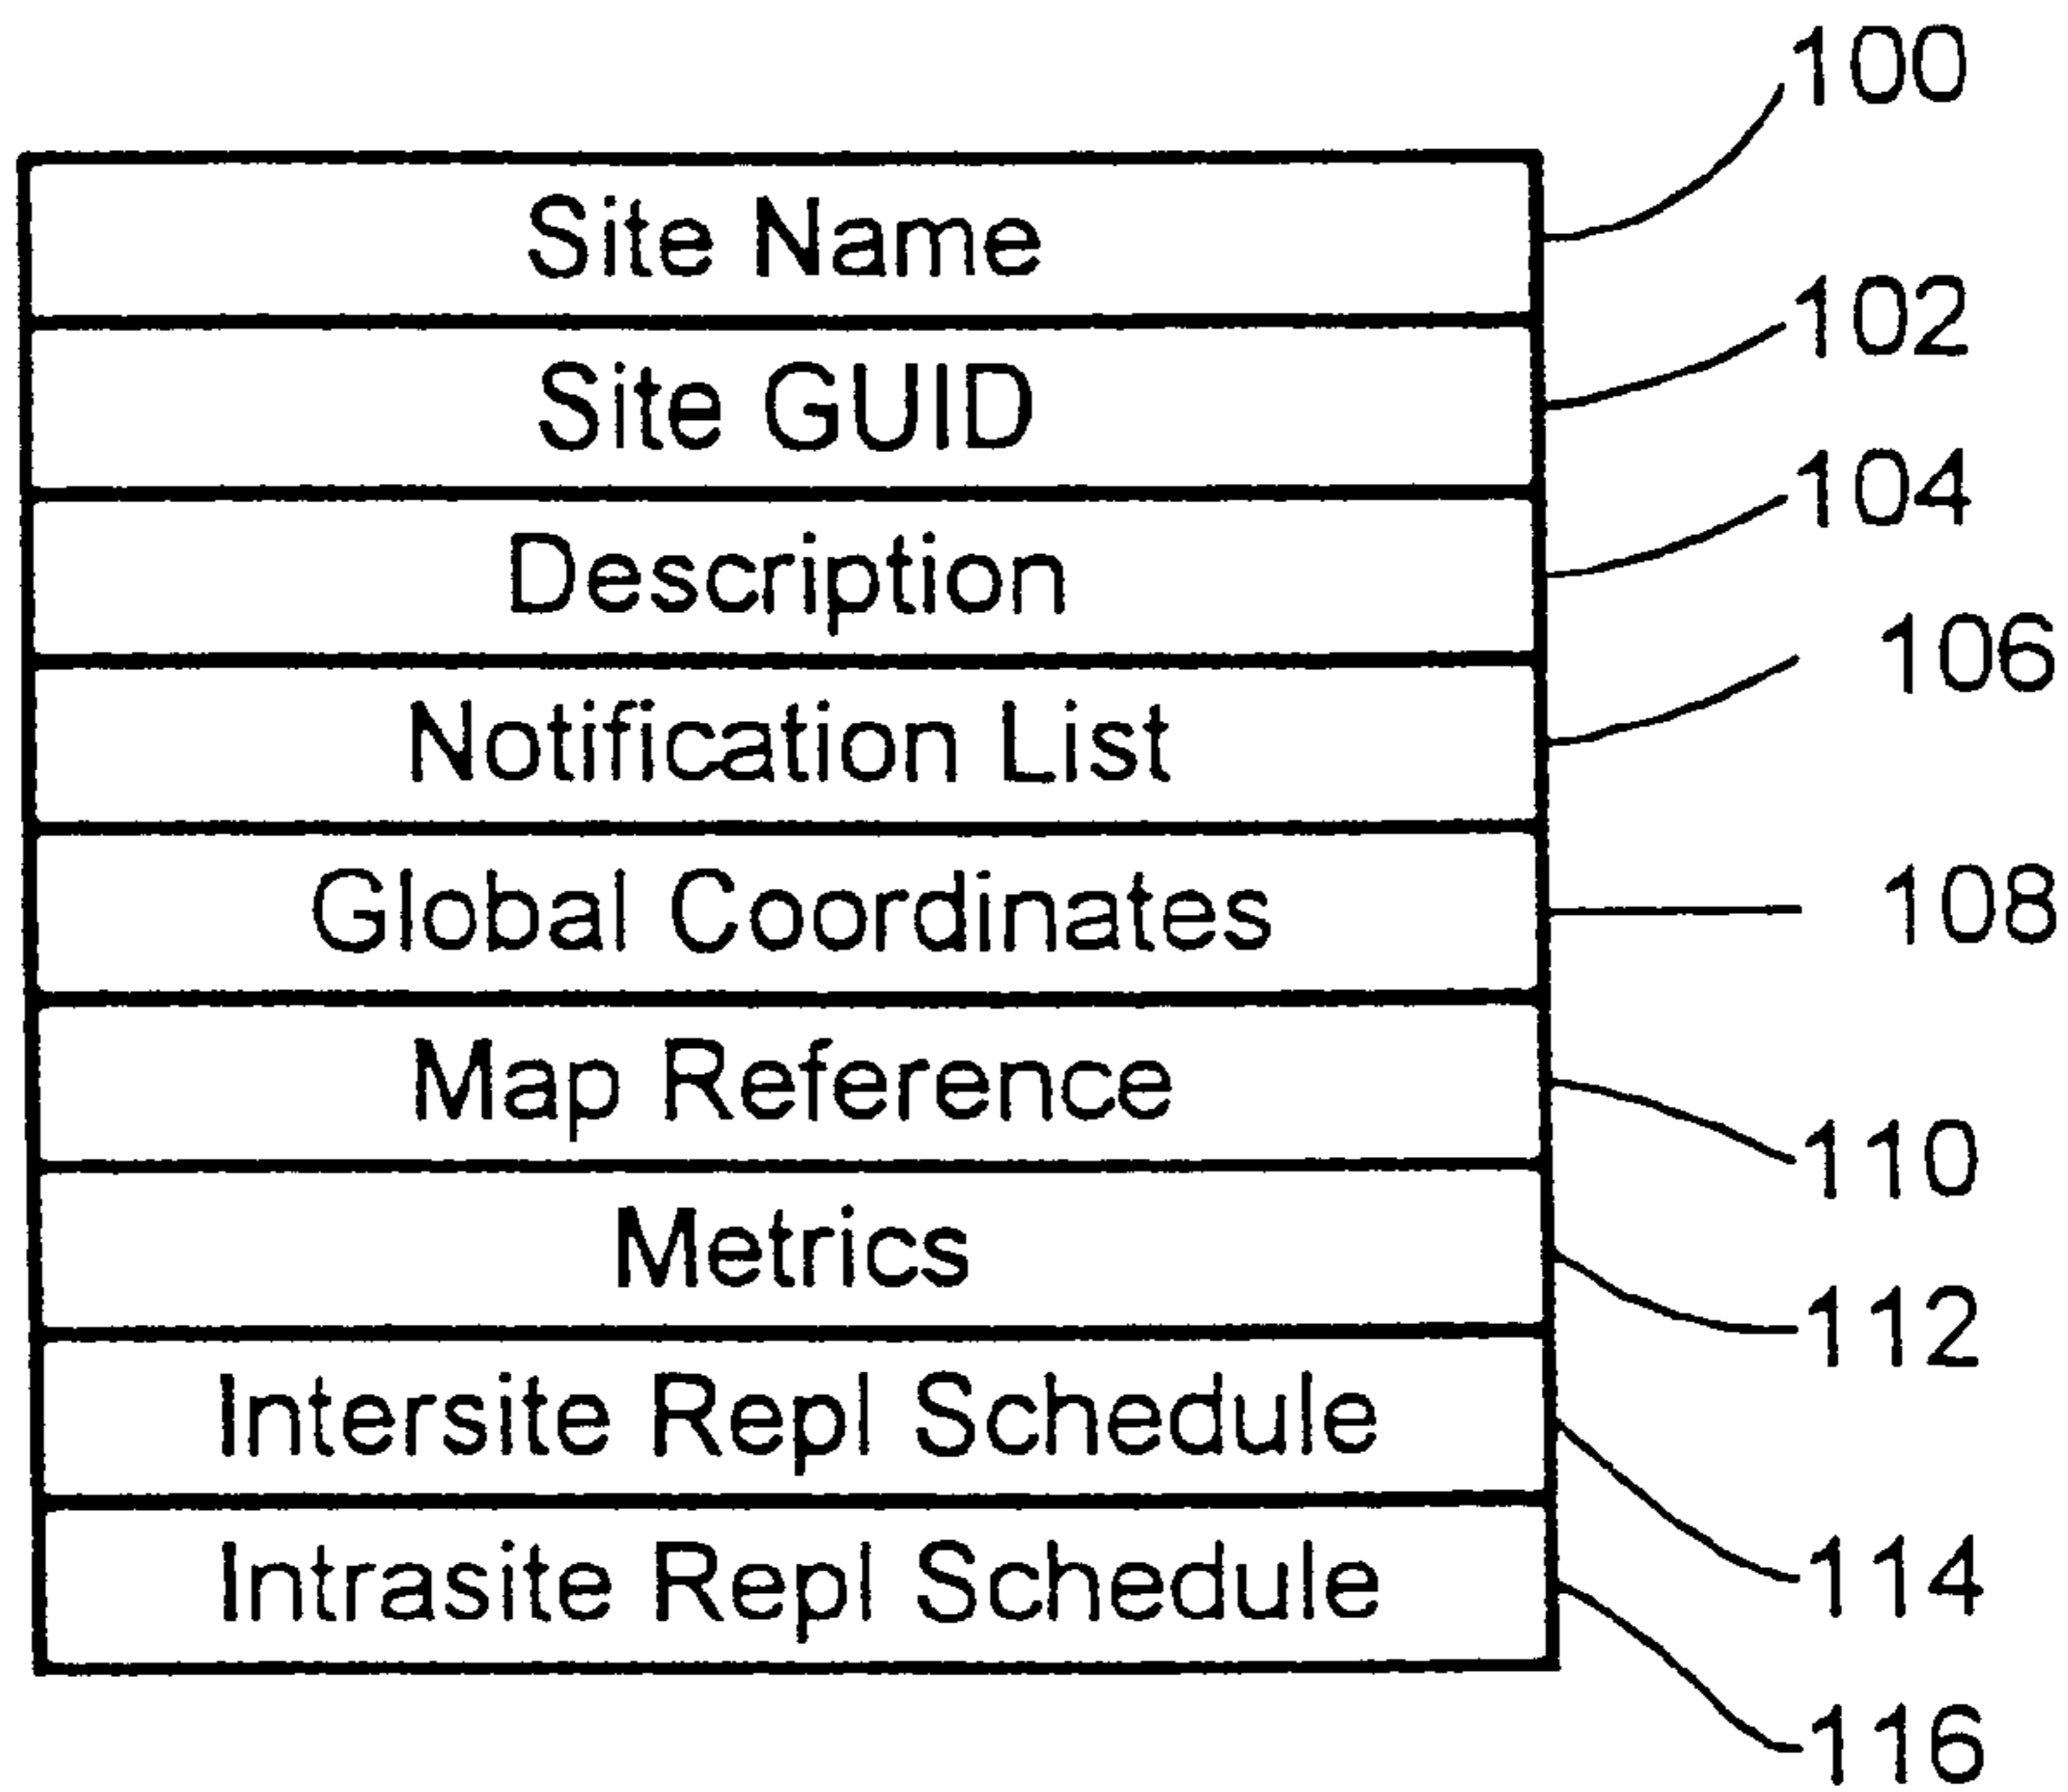 100
Site Name
102
Site GUID
104
Description
106
Notification List
108
Global Coordinates
Map Reference
110
Metrics
112
Intersite Repl Schedule
114
Intrasite Repl Schedule
116